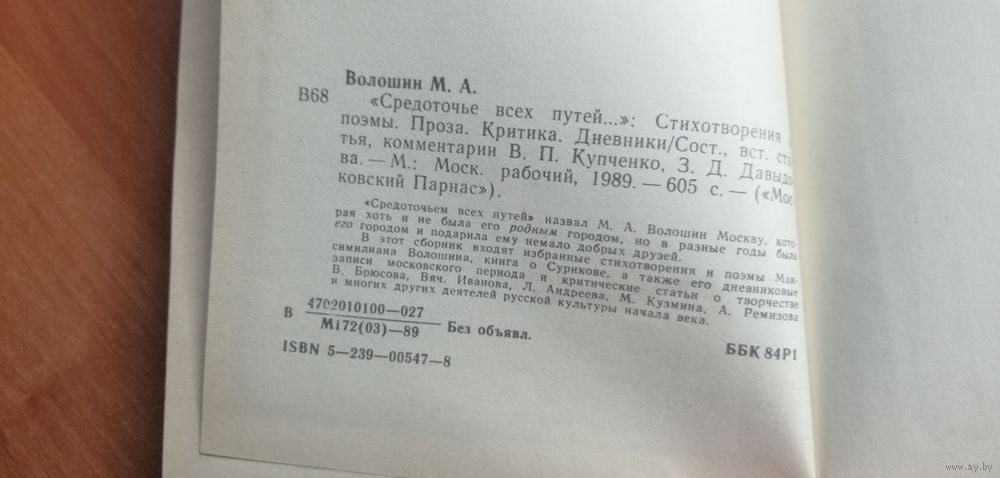 Волошин М. А.
В68 «Средоточье всех путей...»: Стихотворения
поэмы. Проза. Критика. Дневники/Сост., вст. ста-
тья, комментарии В. П. Купченко, З. Д. Давыдо-
ва. — М.: Моск. рабочий, 1989. — 605 с. — («Мос-
ковский Парнас»).
«Средоточьем всех путей» назвал М. А. Волошин Москву, кото-
рая хоть и не была его родным городом, но в разные годы была
его городом и подарила ему немало добрых друзей.
В этот сборник входят избранные стихотворения и поэмы Мак-
симилиана Волошина, книга о Сурикове, а также его дневниковые
записи московского периода и критические статьи о творчестве
В. Брюсова, Вяч. Иванова, Л. Андреева, М. Кузмина, А. Ремизова
и многих других деятелей русской культуры начала века.
В 4702010100—027
М172(03)—89 Без объявл.
ББК 84Р1
ISBN 5—239—00547—8
www.ay.by